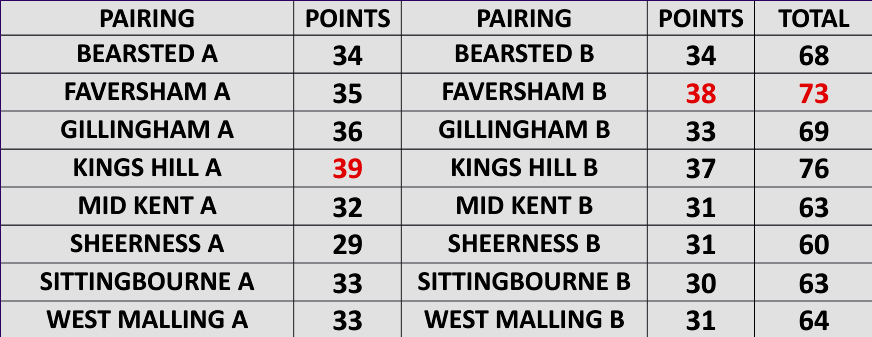 PAIRING POINTS PAIRING POINTS TOTAL
BEARSTED A 34 BEARSTED B 34 68
FAVERSHAM A 35 FAVERSHAM B 38 73
GILLINGHAM A 36 GILLINGHAM B 33 69
KINGS HILL A 39 KINGS HILL B 37 76
MID KENT A 32 MID KENT B 31 63
SHEERNESS A 29 SHEERNESS B 31 60
SITTINGBOURNE A 33 SITTINGBOURNE B 30 63
WEST MALLING A 33 WEST MALLING B 31 64